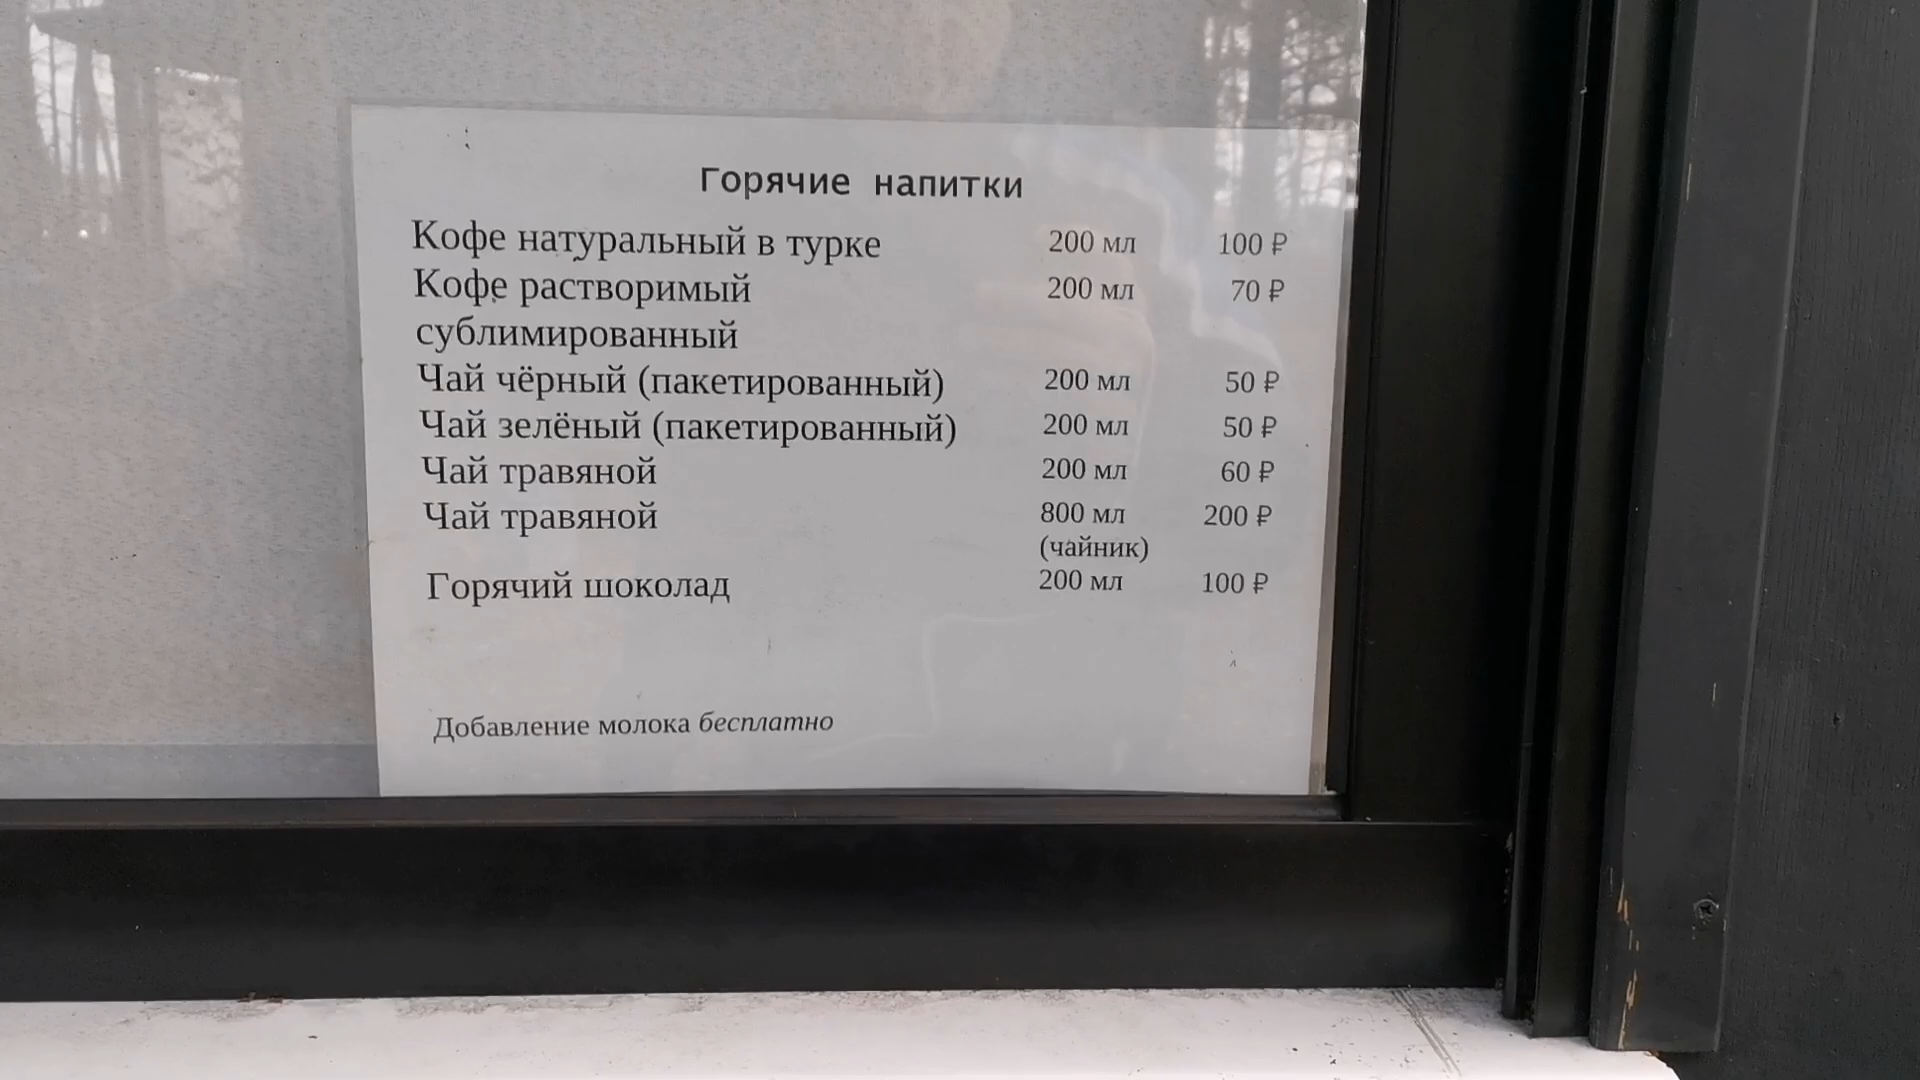 Горячие напитки
Кофе натуральный в турке 200 мл 100 ₽
Кофе растворимый 200 мл 70 ₽
сублимированный
Чай чёрный (пакетированный) 200 мл 50 ₽
Чай зелёный (пакетированный) 200 мл 50 ₽
Чай травяной 200 мл 60 ₽
Чай травяной 800 мл 200 ₽
(чайник)
Горячий шоколад 200 мл 100 ₽
Добавление молока бесплатно